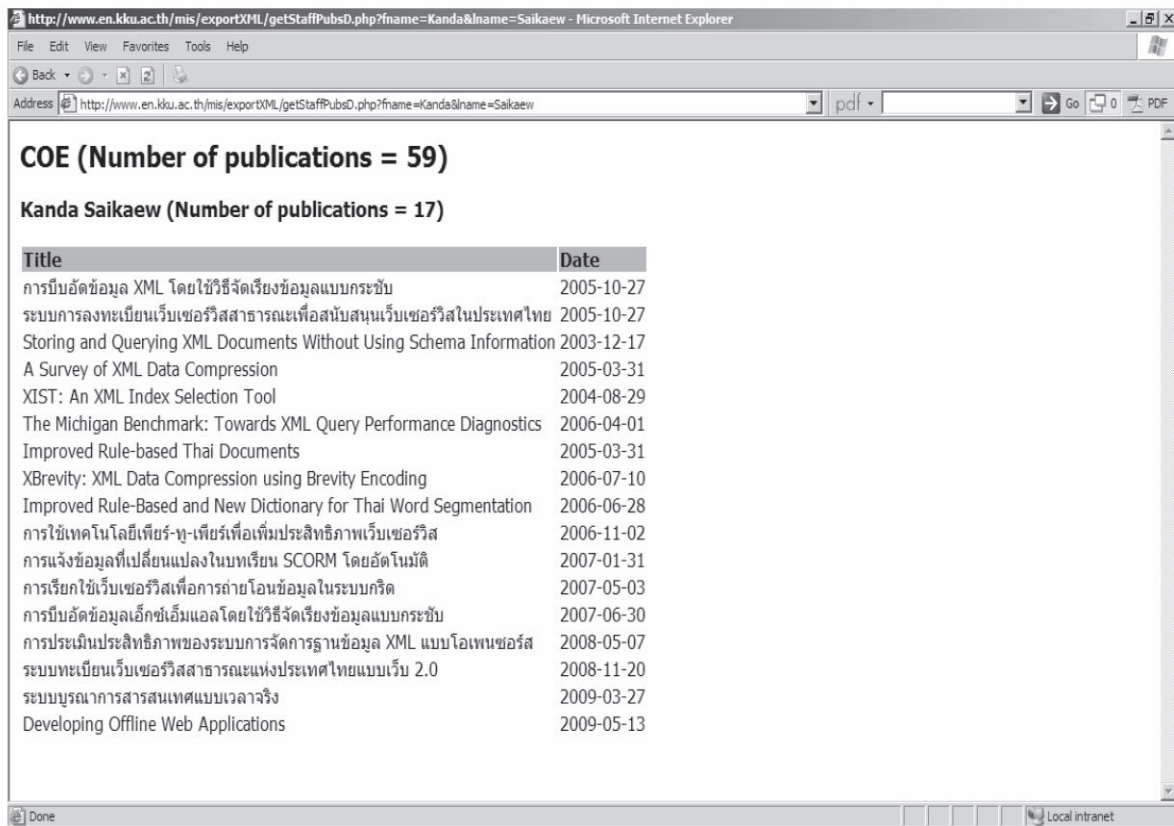 http://www.en.kku.ac.th/mis/exportXML/getStaffPubsD.php?fname=Kanda&lname=Saikaew - Microsoft Internet Explorer
File Edit View Favorites Tools Help
Back
Address http://www.en.kku.ac.th/mis/exportXML/getStaffPubsD.php?fname=Kanda&lname=Saikaew pdf Go 0 PDF
COE (Number of publications = 59)
Kanda Saikaew (Number of publications = 17)
Title Date
การบีบอัดข้อมูล XML โดยใช้วิธีจัดเรียงข้อมูลแบบกระชับ 2005-10-27
ระบบการลงทะเบียนเว็บเซอร์วิสสาธารณะเพื่อสนับสนุนเว็บเซอร์วิสในประเทศไทย 2005-10-27
Storing and Querying XML Documents Without Using Schema Information 2003-12-17
A Survey of XML Data Compression 2005-03-31
XIST: An XML Index Selection Tool 2004-08-29
The Michigan Benchmark: Towards XML Query Performance Diagnostics 2006-04-01
Improved Rule-based Thai Documents 2005-03-31
XBrevity: XML Data Compression using Brevity Encoding 2006-07-10
Improved Rule-Based and New Dictionary for Thai Word Segmentation 2006-06-28
การใช้เทคโนโลยีเพียร์-ทู-เพียร์เพื่อเพิ่มประสิทธิภาพเว็บเซอร์วิส 2006-11-02
การแจ้งข้อมูลที่เปลี่ยนแปลงในบทเรียน SCORM โดยอัตโนมัติ 2007-01-31
การเรียกใช้เว็บเซอร์วิสเพื่อการถ่ายโอนข้อมูลในระบบกริด 2007-05-03
การบีบอัดข้อมูลเอ็กซ์เอ็มแอลโดยใช้วิธีจัดเรียงข้อมูลแบบกระชับ 2007-06-30
การประเมินประสิทธิภาพของระบบการจัดการฐานข้อมูล XML แบบโอเพนซอร์ส 2008-05-07
ระบบทะเบียนเว็บเซอร์วิสสาธารณะแห่งประเทศไทยแบบเว็บ 2.0 2008-11-20
ระบบบูรณาการสารสนเทศแบบเวลาจริง 2009-03-27
Developing Offline Web Applications 2009-05-13
Done Local intranet